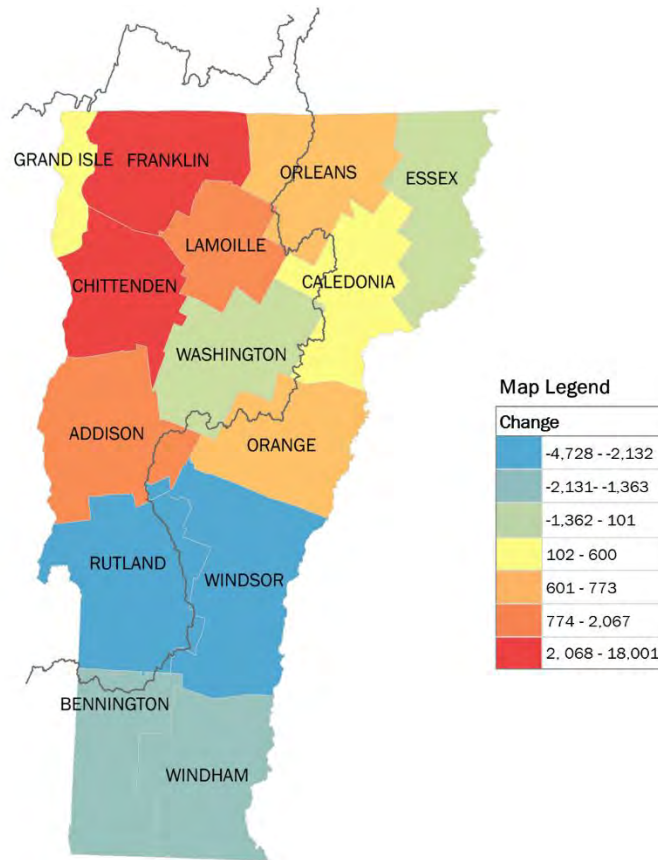 GRAND ISLE
FRANKLIN
ORLEANS
ESSEX
LAMOILLE
CHITTENDEN
CALEDONIA
WASHINGTON
ADDISON
ORANGE
RUTLAND
WINDSOR
BENNINGTON
WINDHAM
Map Legend
Change
-4,728 - -2,132
-2,131--1,363
-1,362 - 101
102 - 600
601 - 773
774 - 2,067
2, 068 - 18,001